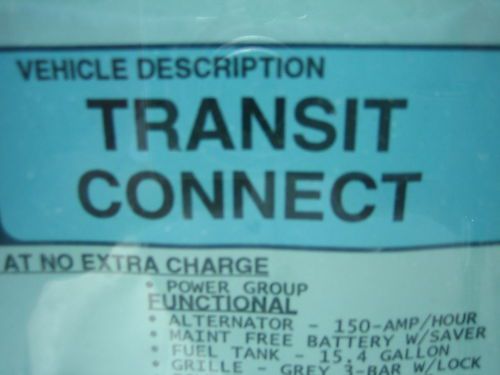 VEHICLE DESCRIPTION
TRANSIT
CONNECT
AT NO EXTRA CHARGE
• POWER GROUP
FUNCTIONAL
• ALTERNATOR - 150-AMP/HOUR
• MAINT FREE BATTERY W/SAVER
• FUEL TANK - 15.4 GALLON
• GRILLE - GREY 3-BAR W/LOCK